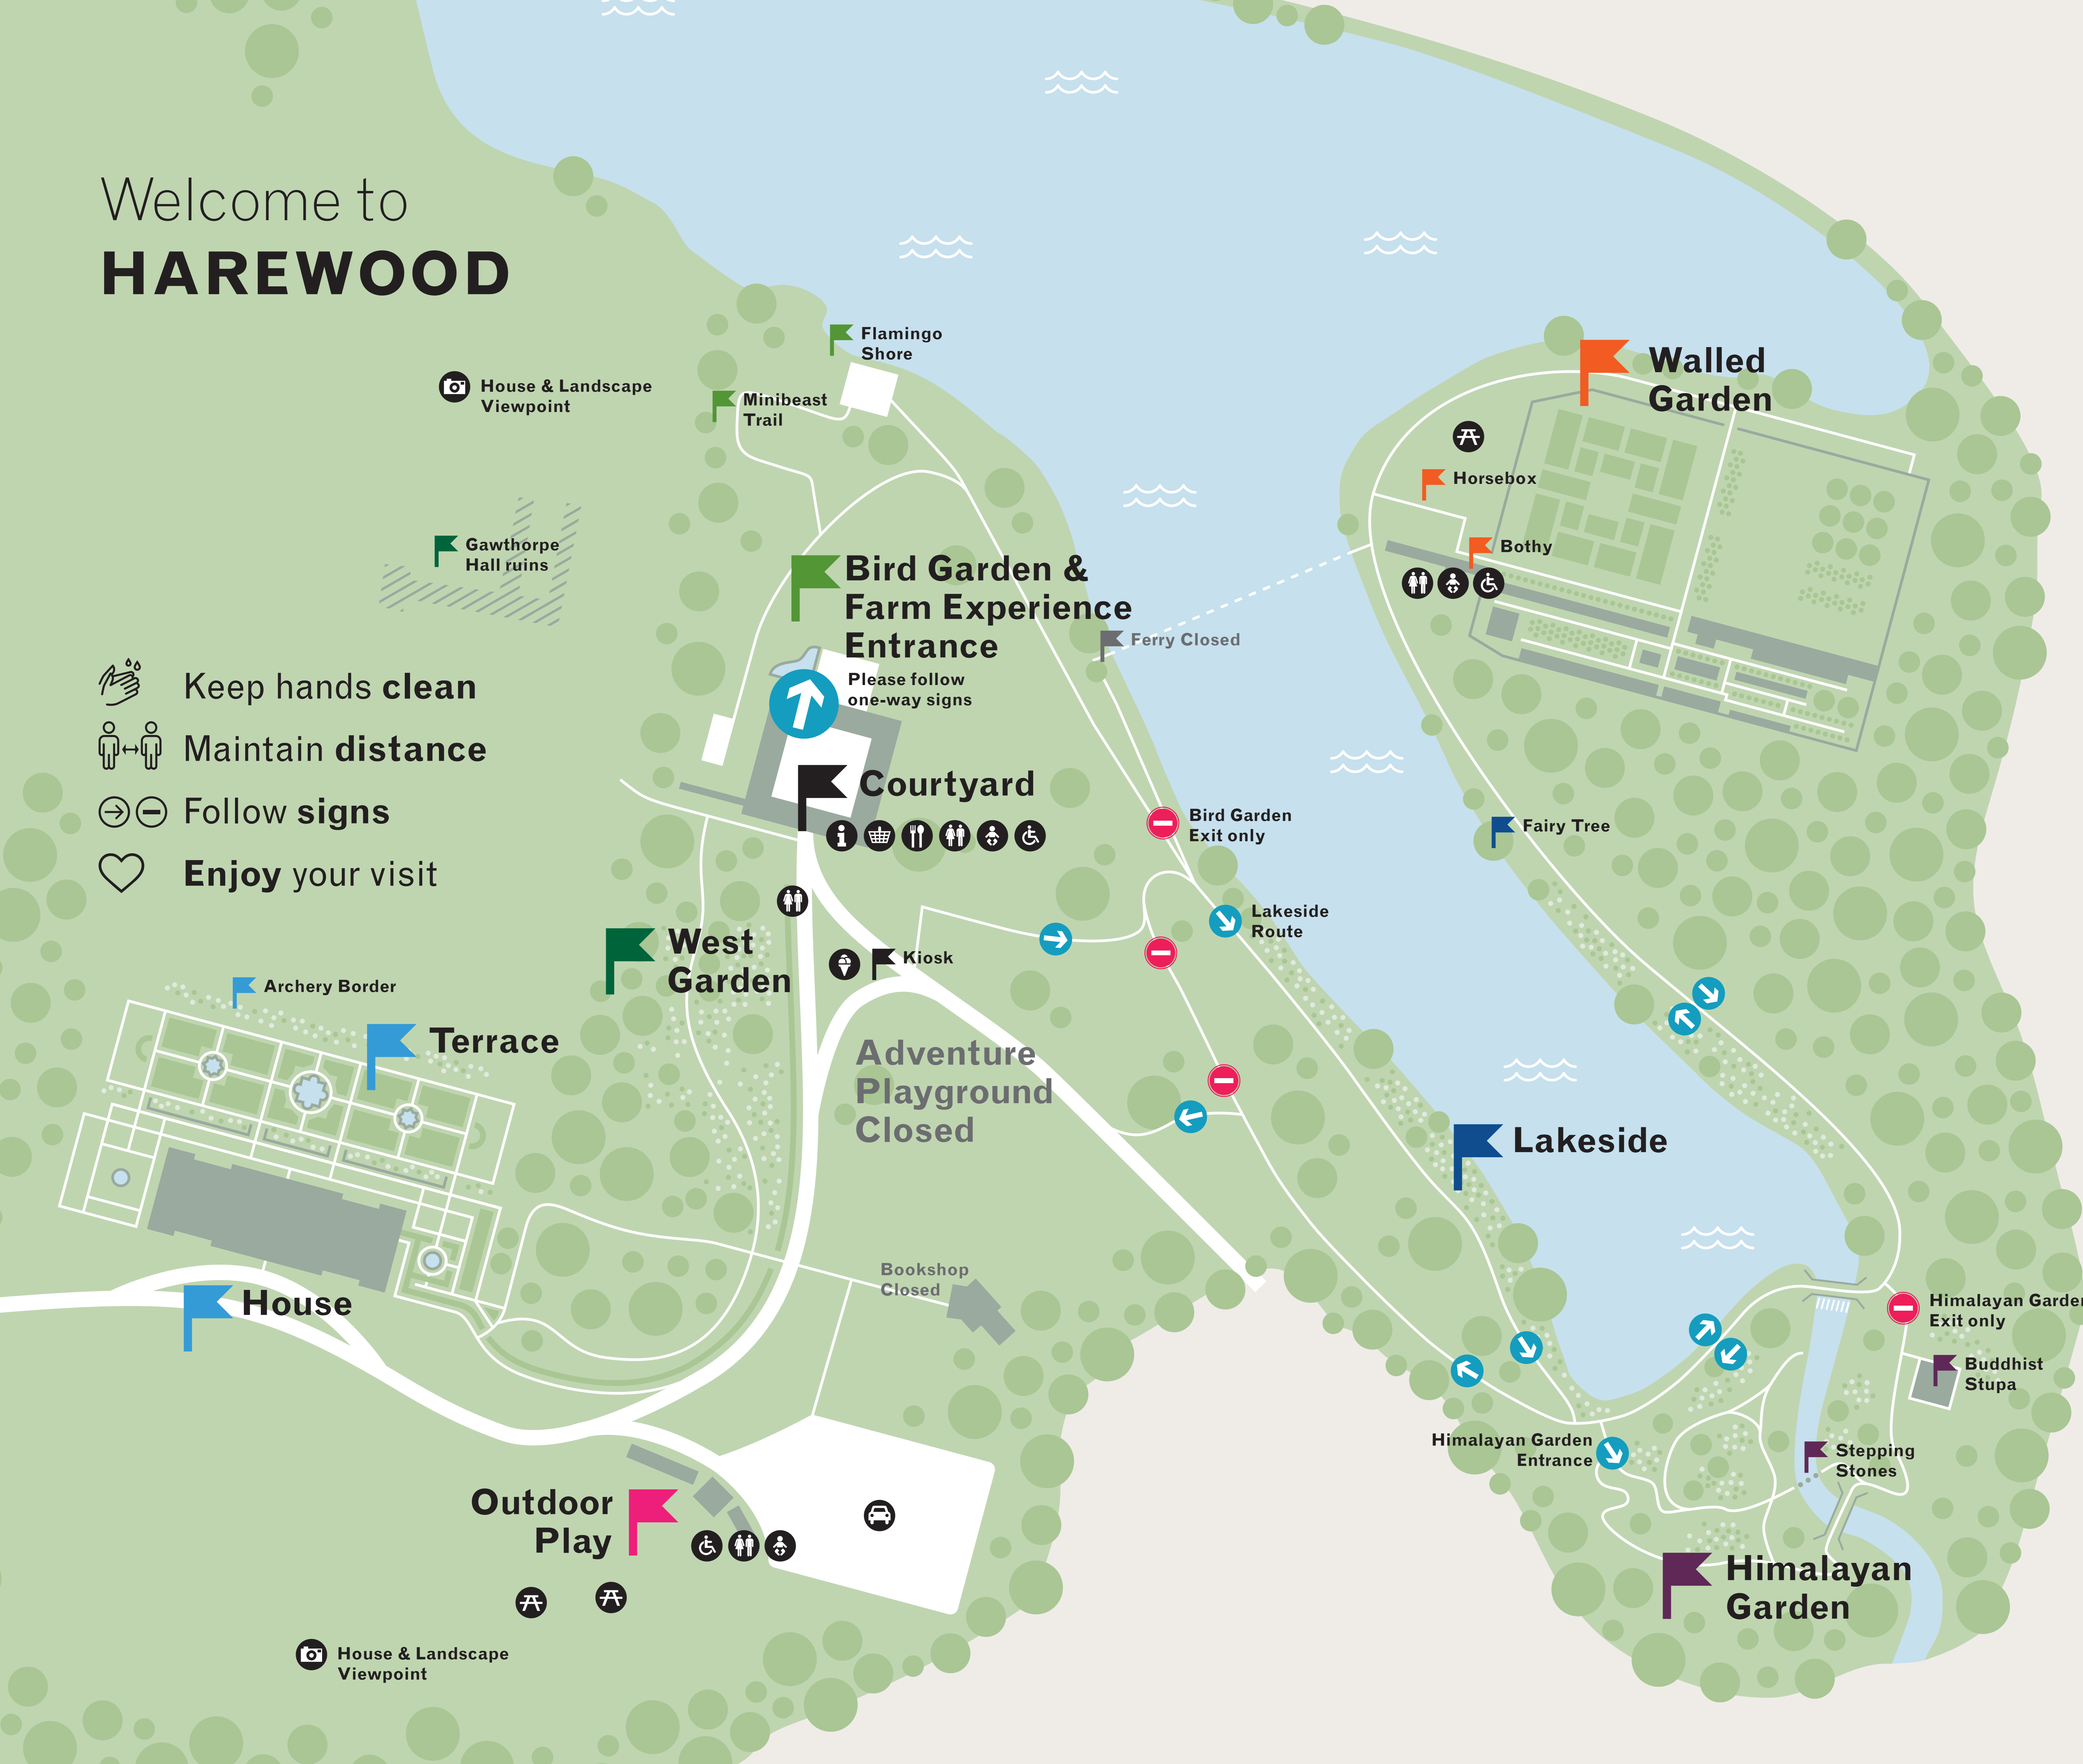 Welcome to
HAREWOOD
Flamingo
Shore
House & Landscape
Viewpoint
Minibeast
Trail
Walled
Garden
Horsebox
Bothy
Gawthorpe
Hall ruins
Bird Garden &
Farm Experience
Entrance
Please follow
one-way signs
Ferry Closed
Keep hands clean
Maintain distance
Follow signs
Enjoy your visit
Courtyard
Bird Garden
Exit only
Fairy Tree
Lakeside
Route
West
Garden
Kiosk
Archery Border
Terrace
Adventure
Playground
Closed
Lakeside
Bookshop
Closed
House
Himalayan Garden
Exit only
Buddhist
Stupa
Himalayan Garden
Entrance
Stepping
Stones
Outdoor
Play
Himalayan
Garden
House & Landscape
Viewpoint